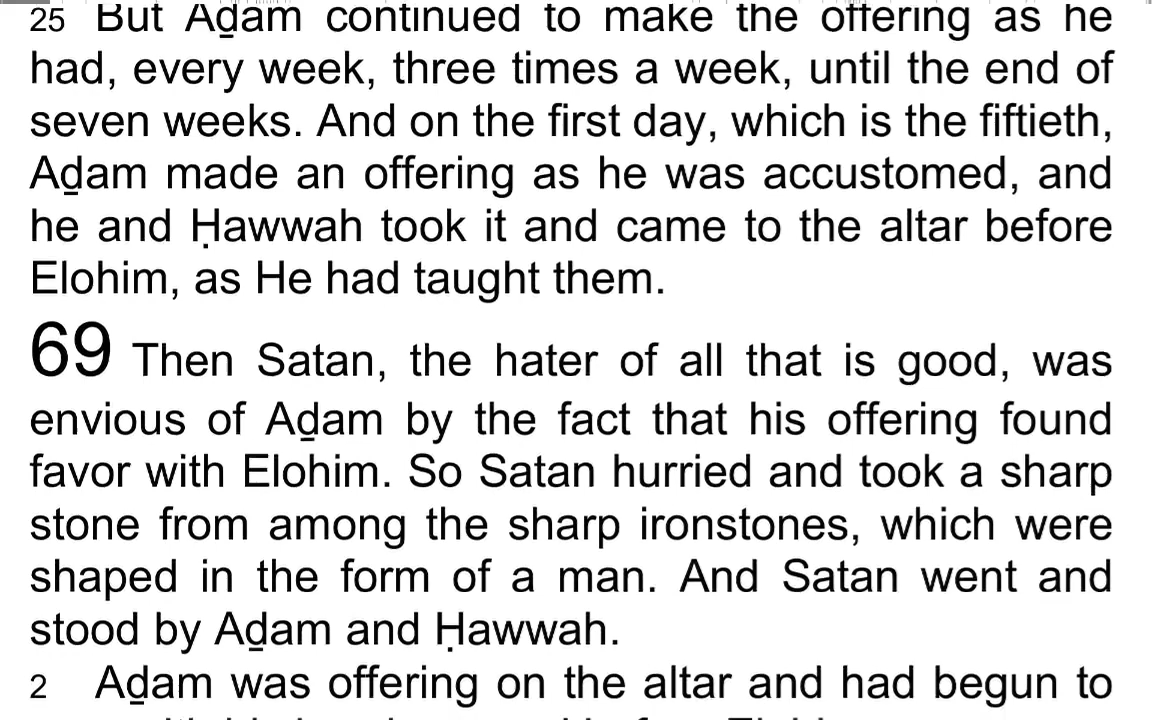 25 But Aḏam continued to make the offering as he
had, every week, three times a week, until the end of
seven weeks. And on the first day, which is the fiftieth,
Aḏam made an offering as he was accustomed, and
he and Ḥawwah took it and came to the altar before
Elohim, as He had taught them.
69 Then Satan, the hater of all that is good, was
envious of Aḏam by the fact that his offering found
favor with Elohim. So Satan hurried and took a sharp
stone from among the sharp ironstones, which were
shaped in the form of a man. And Satan went and
stood by Aḏam and Ḥawwah.
2 Aḏam was offering on the altar and had begun to